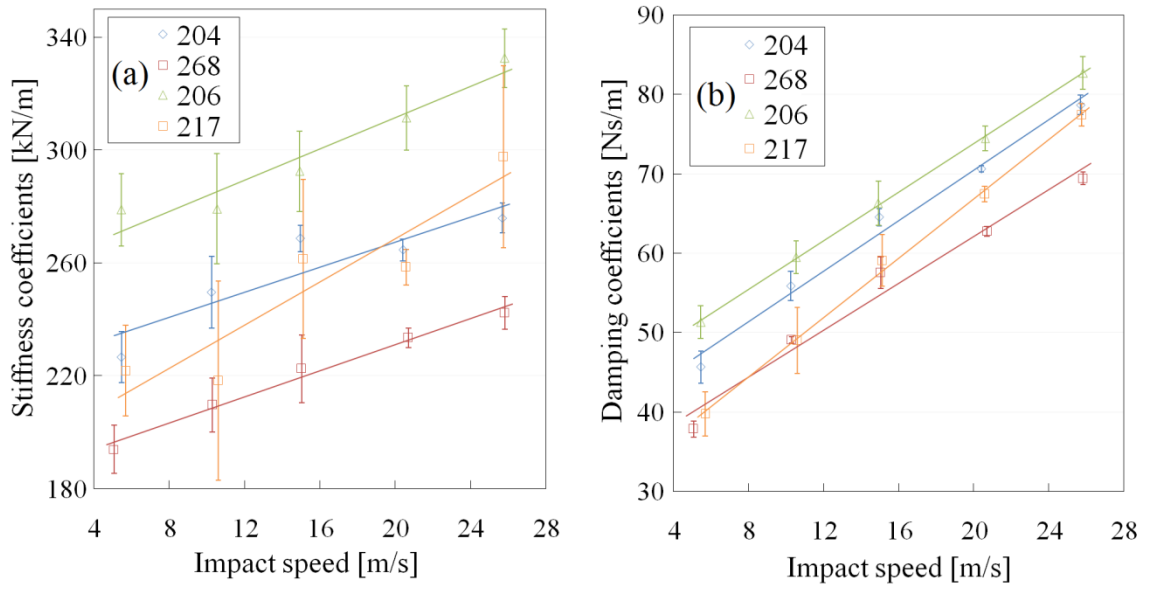 (a)
204
268
206
217
Stiffness coefficients [kN/m]
340
300
260
220
180
4 8 12 16 20 24 28
Impact speed [m/s]
(b)
204
268
206
217
Damping coefficients [Ns/m]
90
80
70
60
50
40
30
4 8 12 16 20 24 28
Impact speed [m/s]